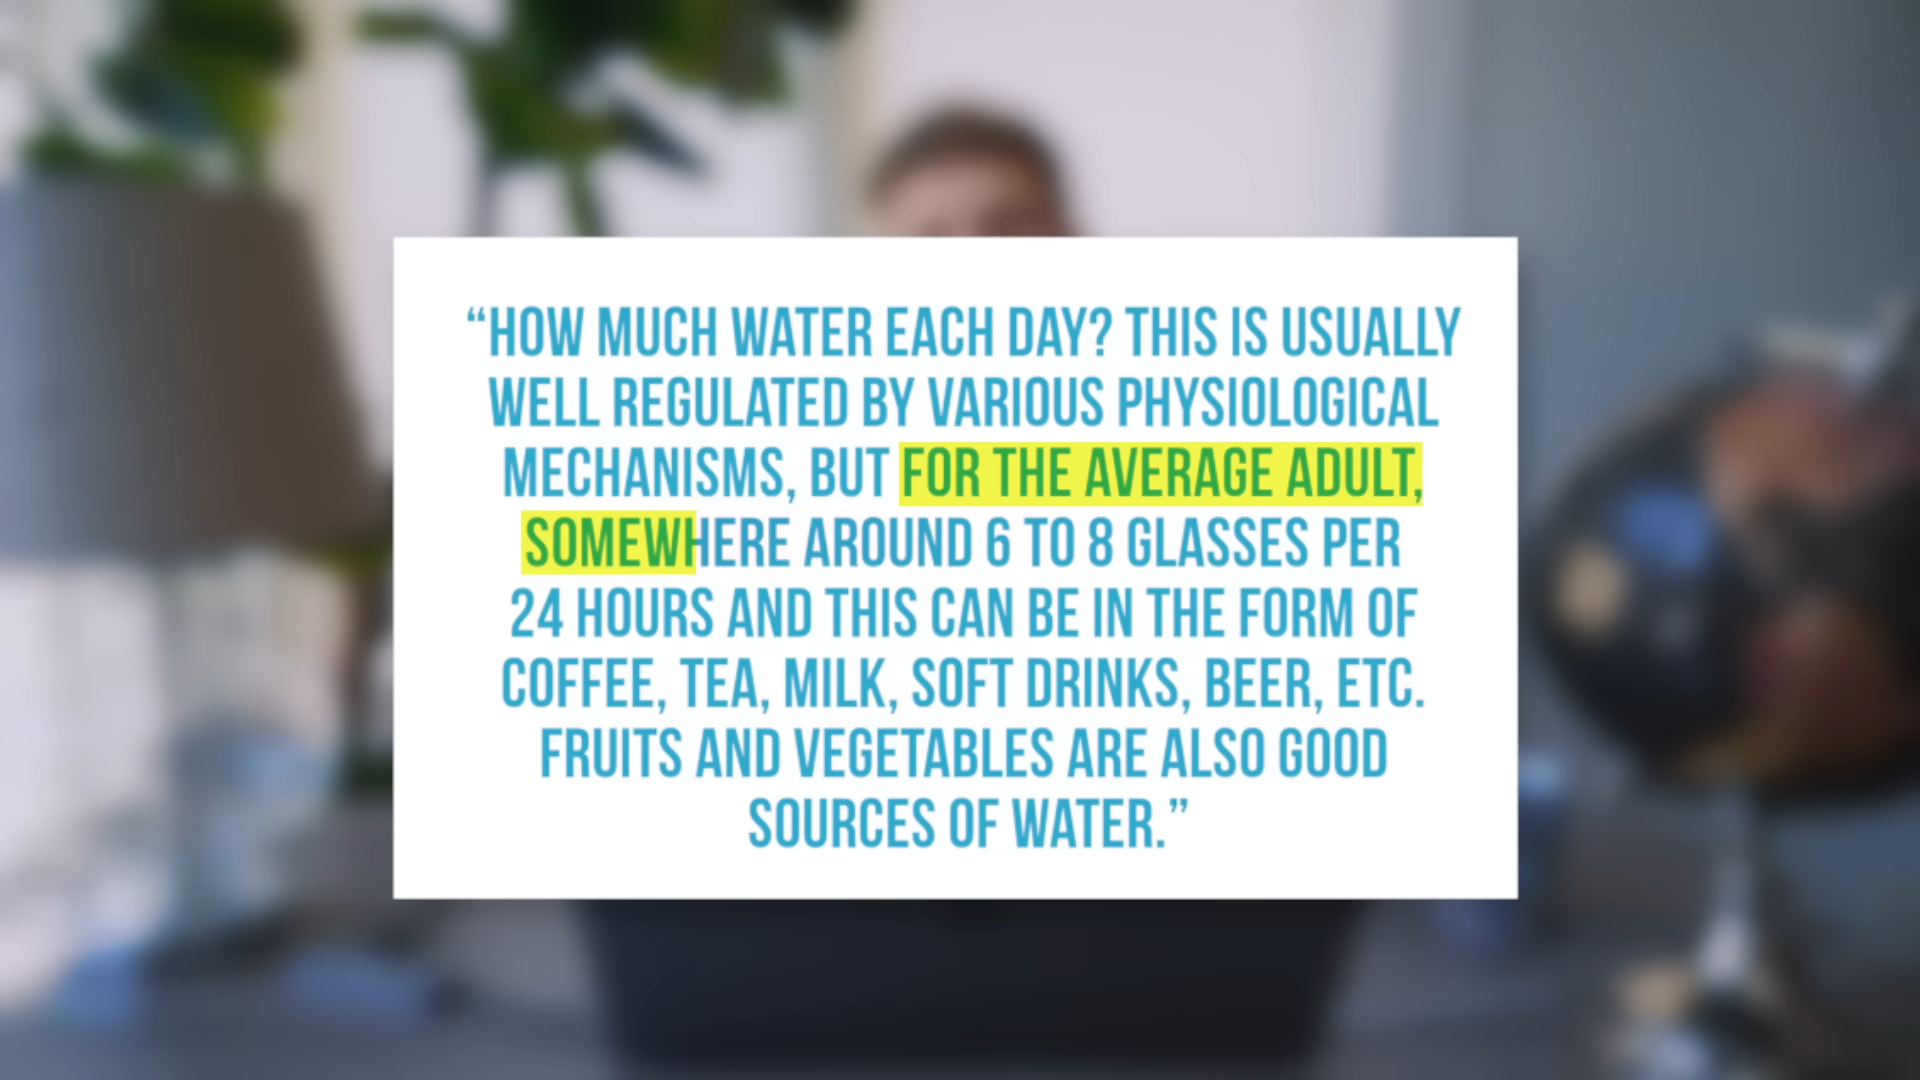 “HOW MUCH WATER EACH DAY? THIS IS USUALLY
WELL REGULATED BY VARIOUS PHYSIOLOGICAL
MECHANISMS, BUT FOR THE AVERAGE ADULT,
SOMEWHERE AROUND 6 TO 8 GLASSES PER
24 HOURS AND THIS CAN BE IN THE FORM OF
COFFEE, TEA, MILK, SOFT DRINKS, BEER, ETC.
FRUITS AND VEGETABLES ARE ALSO GOOD
SOURCES OF WATER.”